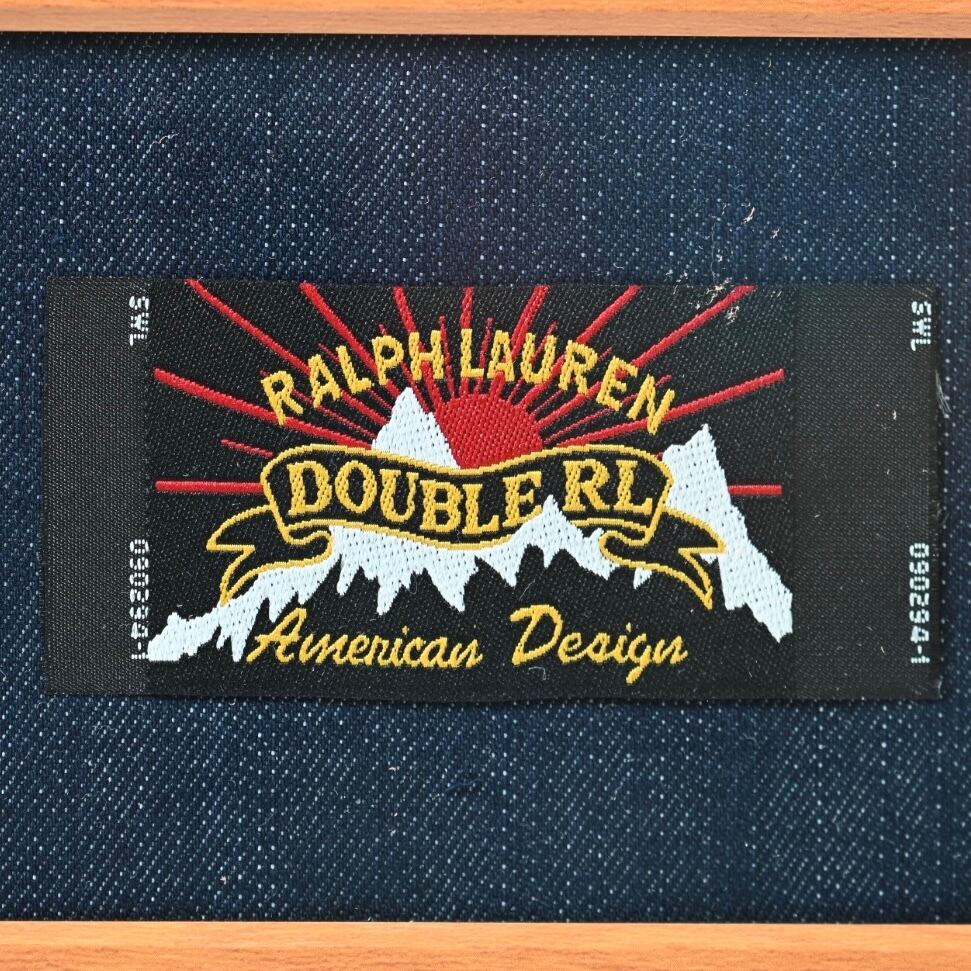 RALPH LAUREN
DOUBLE RL
American Design
SWL
090294-1
SWL
090294-1